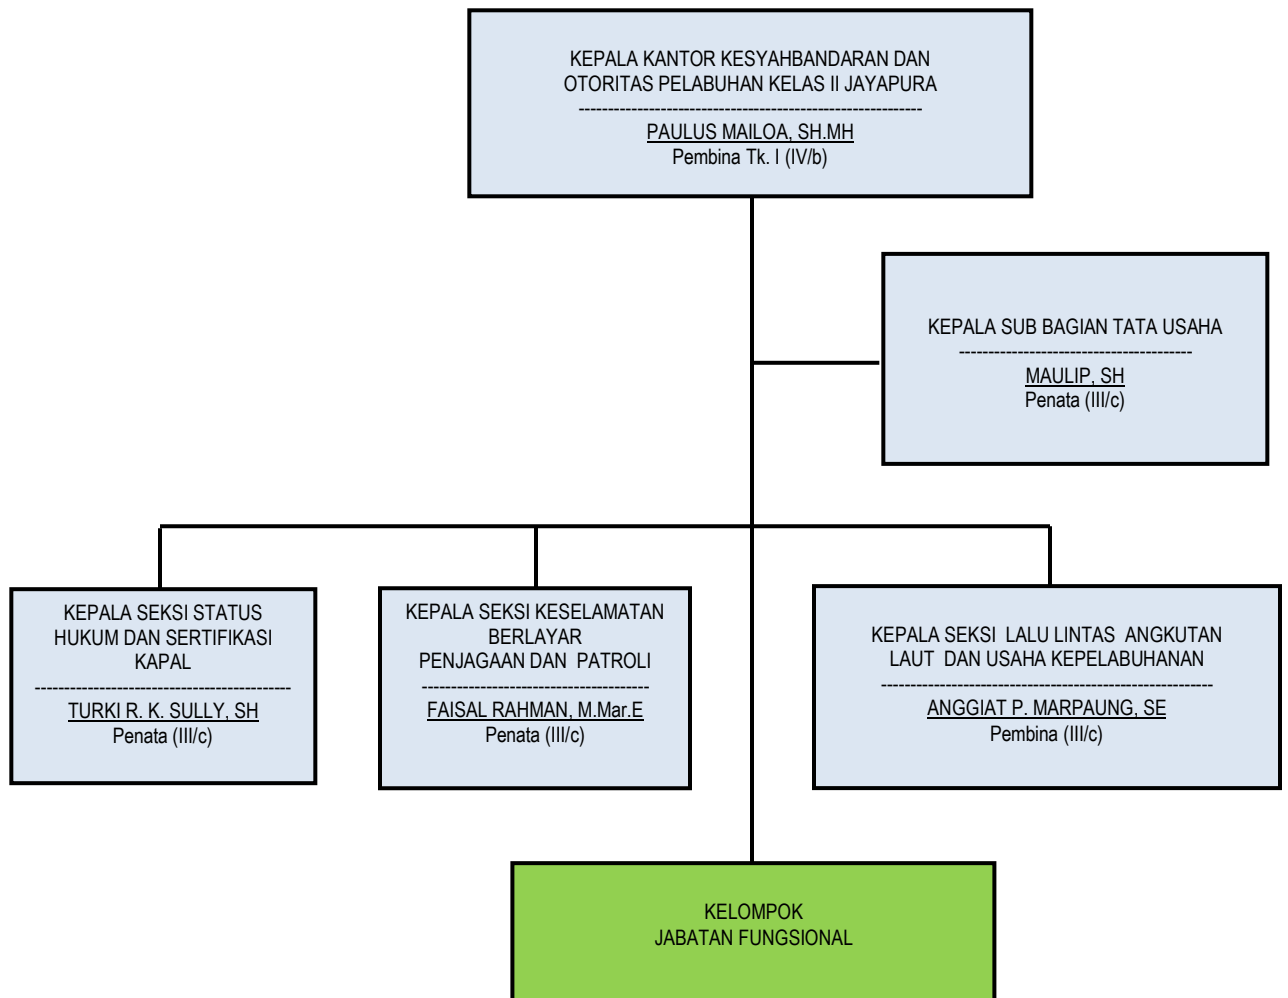 KEPALA KANTOR KESYAHBANDARAN DAN
OTORITAS PELABUHAN KELAS II JAYAPURA
----------------------------------------------------------
PAULUS MAILOA, SH.MH
Pembina Tk. I (IV/b)
KEPALA SUB BAGIAN TATA USAHA
----------------------------------------
MAULIP, SH
Penata (III/c)
KEPALA SEKSI STATUS
HUKUM DAN SERTIFIKASI
KAPAL
--------------------------------------------
TURKI R. K. SULLY, SH
Penata (III/c)
KEPALA SEKSI KESELAMATAN
BERLAYAR
PENJAGAAN DAN  PATROLI
---------------------------------------
FAISAL RAHMAN, M.Mar.E
Penata (III/c)
KEPALA SEKSI  LALU LINTAS  ANGKUTAN
LAUT  DAN USAHA KEPELABUHANAN
---------------------------------------------------------
ANGGIAT P. MARPAUNG, SE
Pembina (III/c)
KELOMPOK
JABATAN FUNGSIONAL